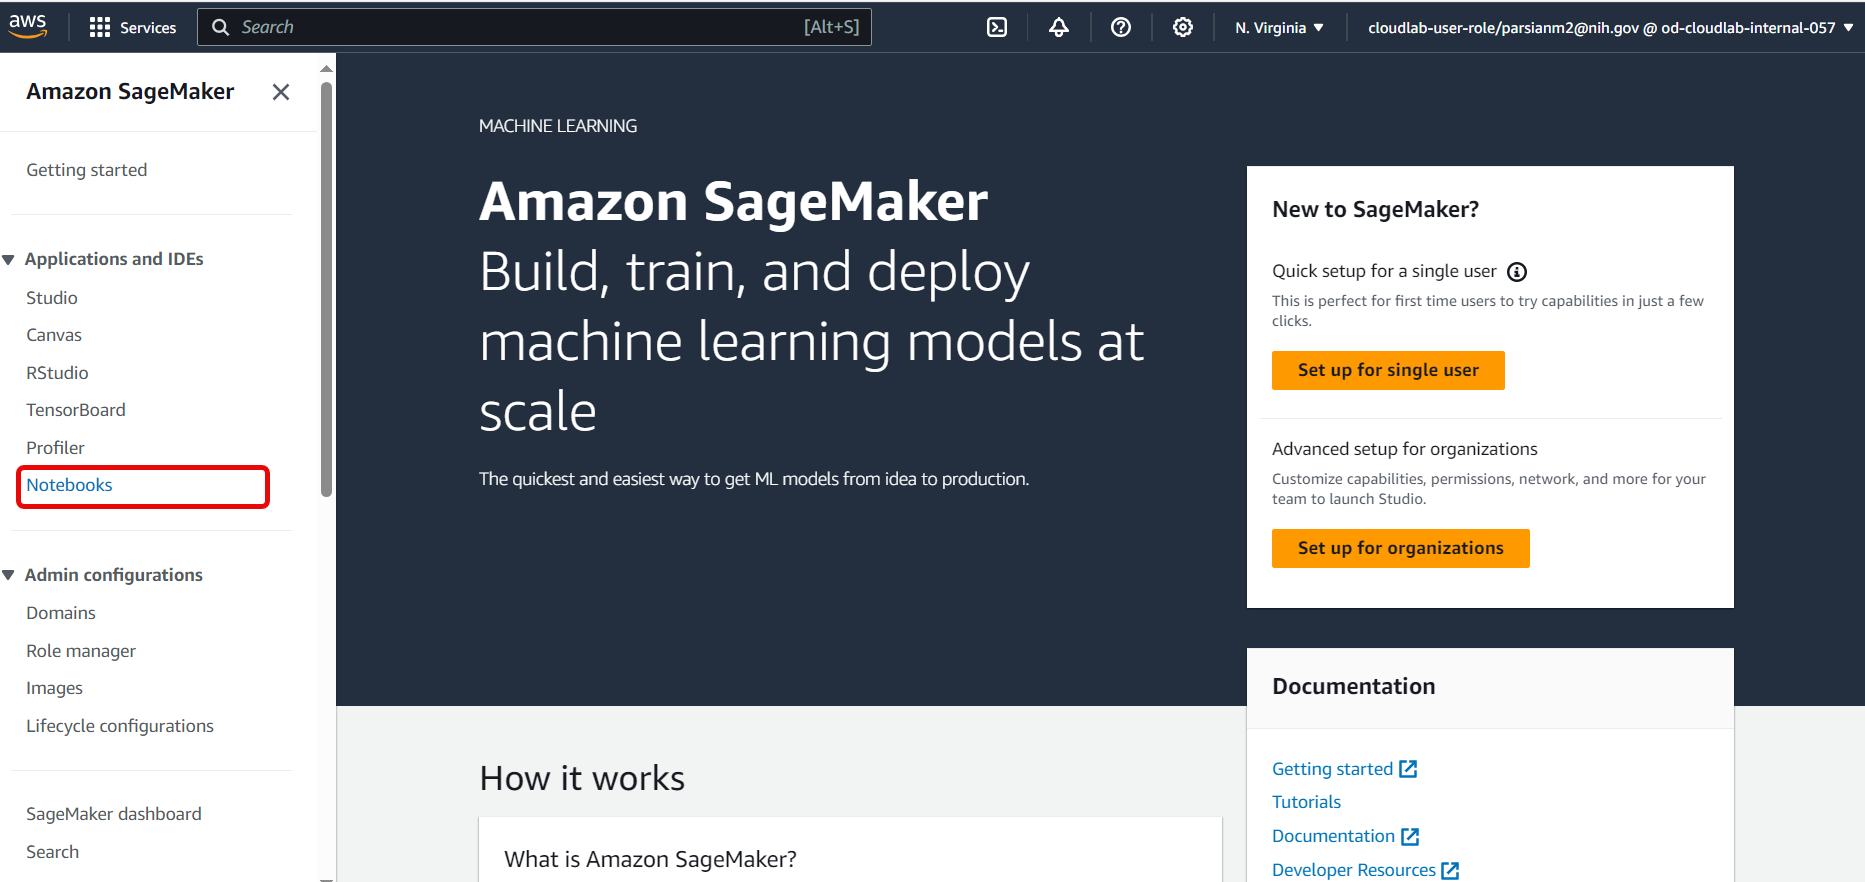 aws
Services
Search
[Alt+S]
N. Virginia
cloudlab-user-role/parsianm2@nih.gov @ od-cloudlab-internal-057
Amazon SageMaker
Getting started
Applications and IDEs
Studio
Canvas
RStudio
TensorBoard
Profiler
Notebooks
Admin configurations
Domains
Role manager
Images
Lifecycle configurations
SageMaker dashboard
Search
MACHINE LEARNING
Amazon SageMaker
Build, train, and deploy
machine learning models at
scale
The quickest and easiest way to get ML models from idea to production.
New to SageMaker?
Quick setup for a single user
This is perfect for first time users to try capabilities in just a few
clicks.
Set up for single user
Advanced setup for organizations
Customize capabilities, permissions, network, and more for your
team to launch Studio.
Set up for organizations
How it works
What is Amazon SageMaker?
Documentation
Getting started
Tutorials
Documentation
Developer Resources